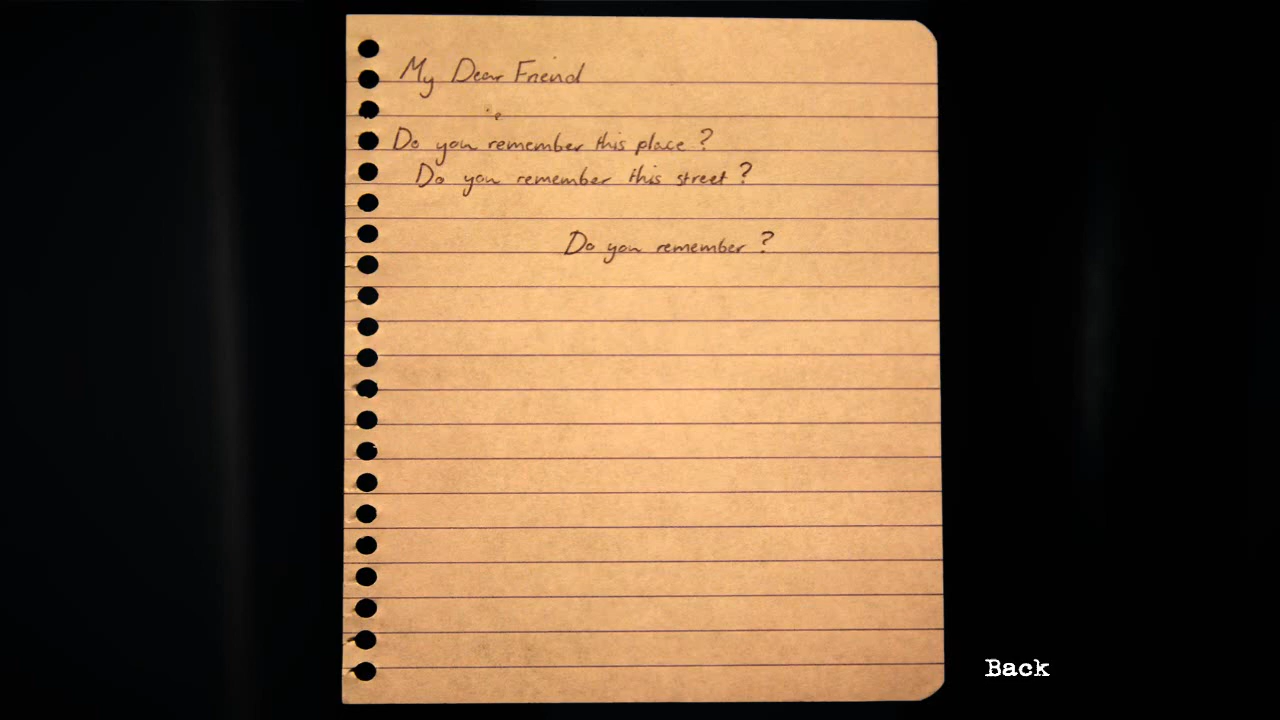 My Dear Friend
Do you remember this place?
Do you remember this street?
Do you remember?
Back